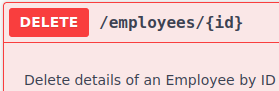 DELETE /employees/{id}
Delete details of an Employee by ID